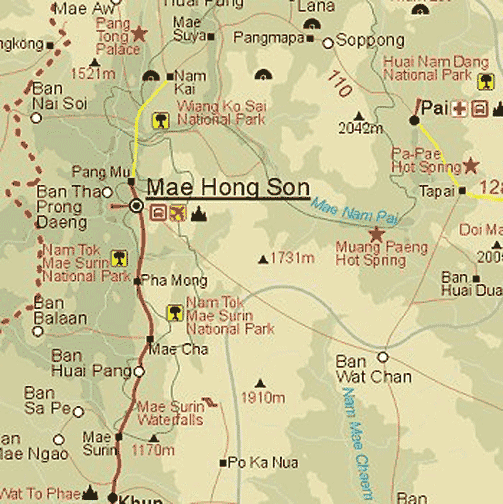 Mae Aw
Huai Pung
Lana
Pang
Tong
Palace
Mae
Suya
Pangmapa
Soppong
ngkong
1521m
Nam
Kai
110
Huai Nam Dang
National Park
Ban
Nai Soi
Wiang Ko Sai
National Park
2042m
Pai
Pa-Pae
Hot Spring
Pang Mu
Ban Tha
Prong
Daeng
Mae Hong Son
Tapai
12
Mae Nam Pai
Muang Paeng
Hot Spring
Doi Ma
200
Nam Tok
Mae Surin
National Park
1731m
Pha Mong
Ban
Huai Dua
Ban
Balaan
Nam Tok
Mae Surin
National Park
Mae Cha
Ban
Huai Pang
Ban
Wat Chan
Ban
Sa Pe
1910m
Mae Surin
Waterfalls
Nam Mae Chaem
Ban
Mae Ngao
Mae
Surin
1170m
Po Ka Nua
Wat To Phae
Khun
Ban